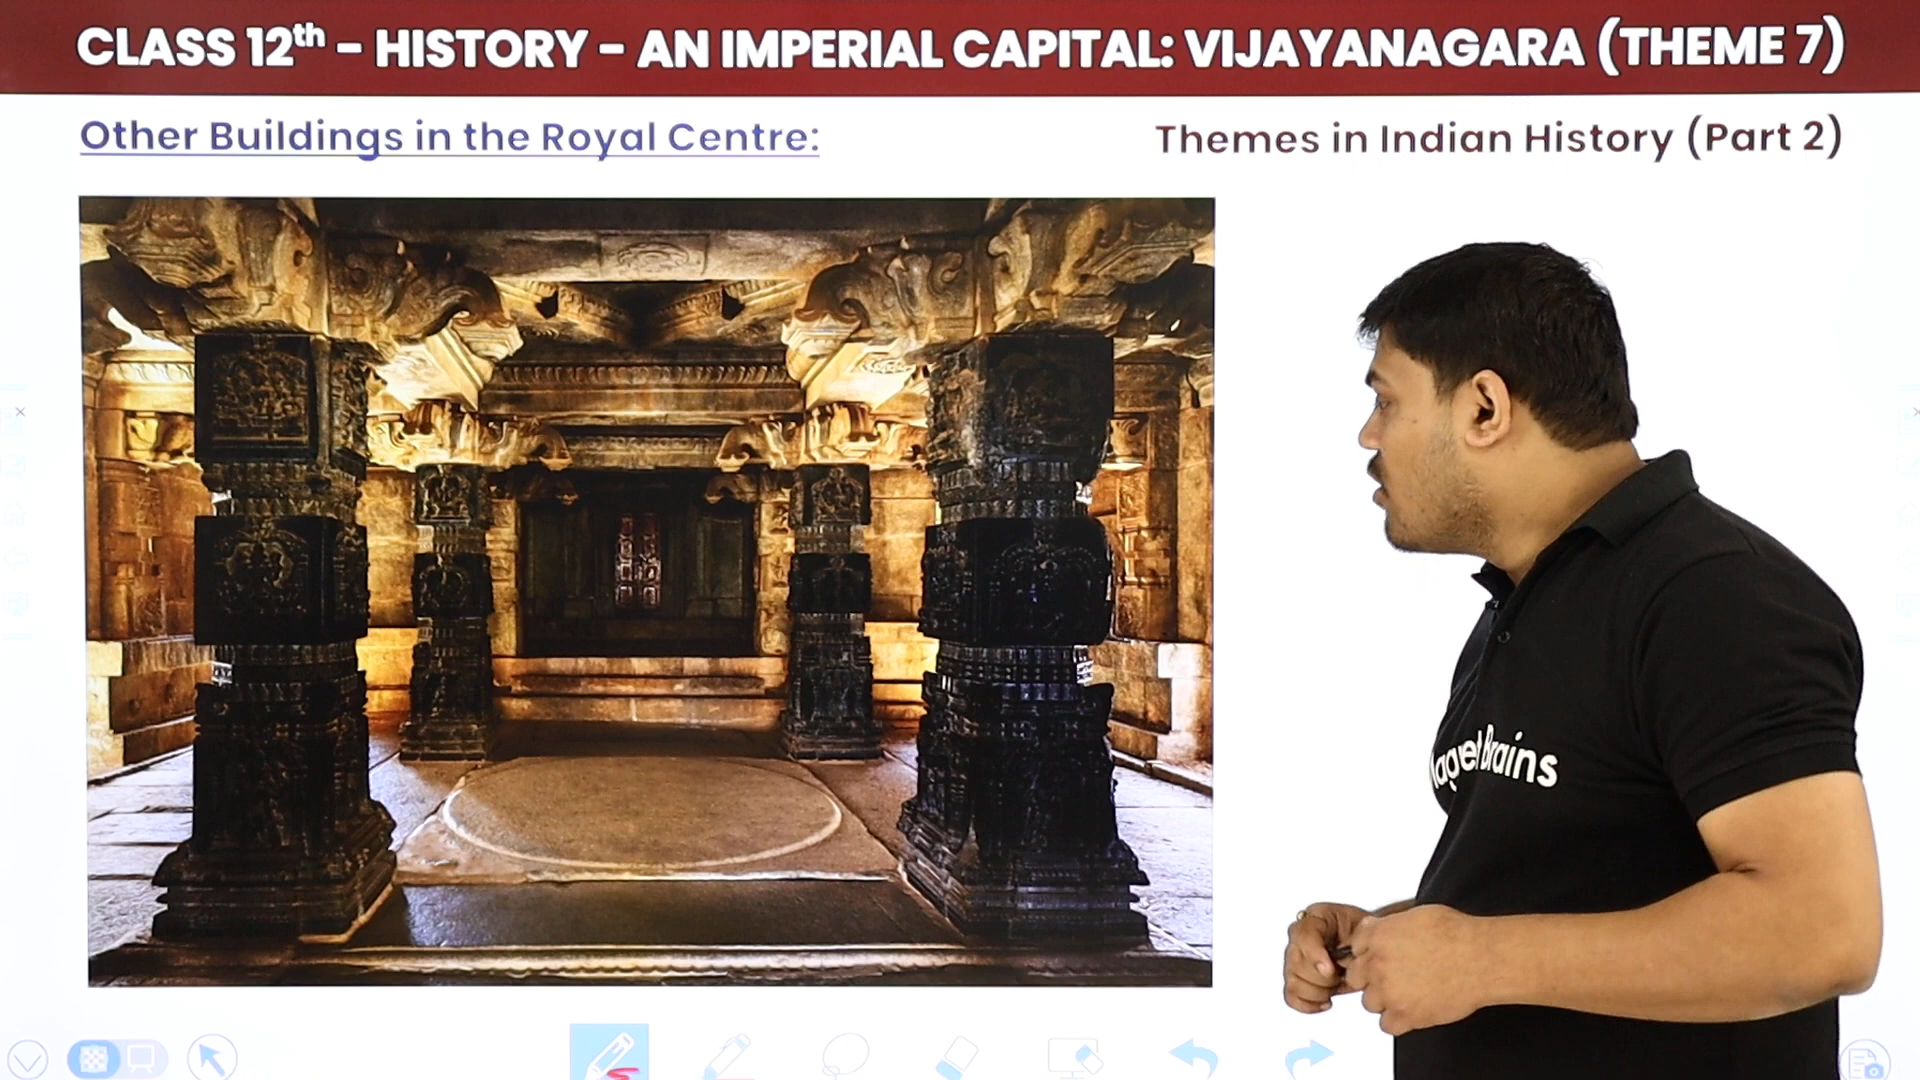 CLASS 12th - HISTORY - AN IMPERIAL CAPITAL: VIJAYANAGARA (THEME 7)
Other Buildings in the Royal Centre:
Themes in Indian History (Part 2)
Brains